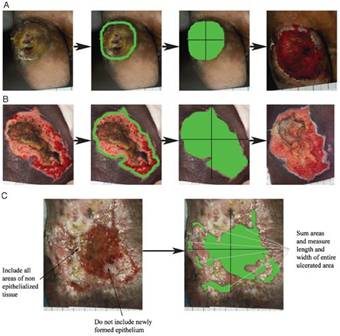 A
B
C
Include all
areas of non
epithelialized
tissue
Do not include newly
formed epithelium
Sum areas and
measure
length and
width of entire
ulcerated area